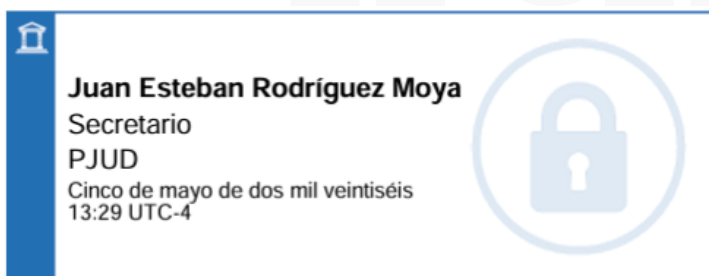 Juan Esteban Rodríguez Moya
Secretario
PJUD
Cinco de mayo de dos mil veintiséis
13:29 UTC-4